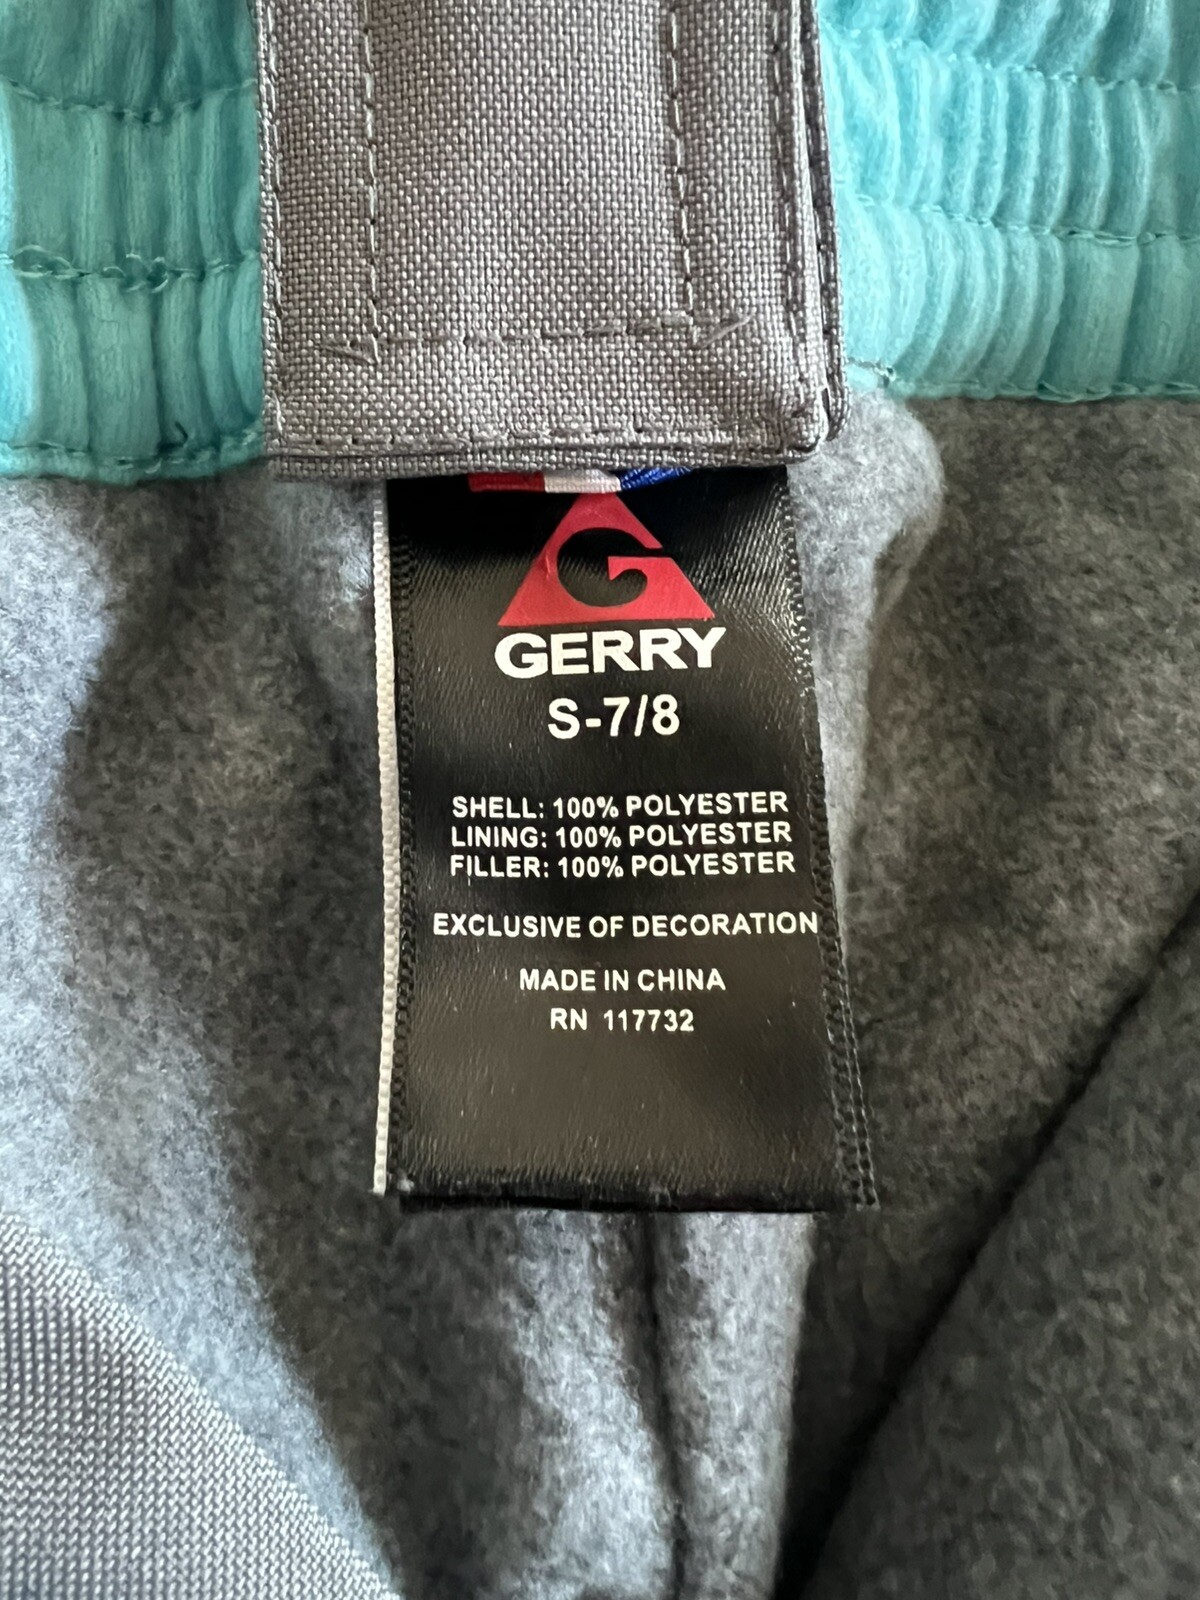 G
GERRY
S-7/8
SHELL: 100% POLYESTER
LINING: 100% POLYESTER
FILLER: 100% POLYESTER
EXCLUSIVE OF DECORATION
MADE IN CHINA
RN 117732